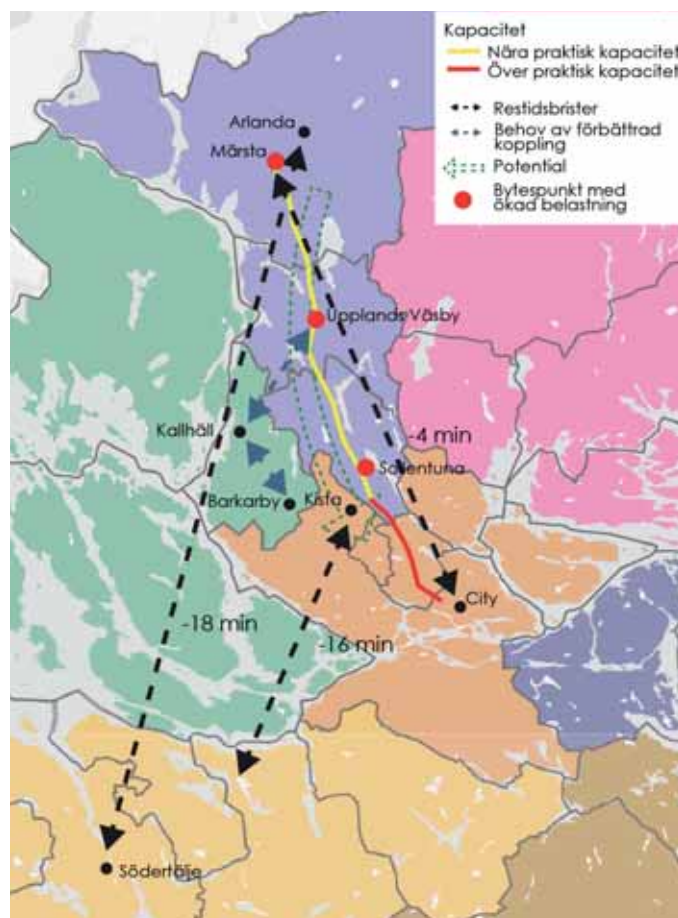 Kapacitet
Nära praktisk kapacitet
Över praktisk kapacitet
Restidsbrister
Behov av förbättrad
koppling
Potential
Bytespunkt med
ökad belastning
Arlanda
Märsta
Upplands Väsby
Kallhäll
-4 min
Sollentuna
Barkarby
Kista
City
-18 min
-16 min
Södertälje